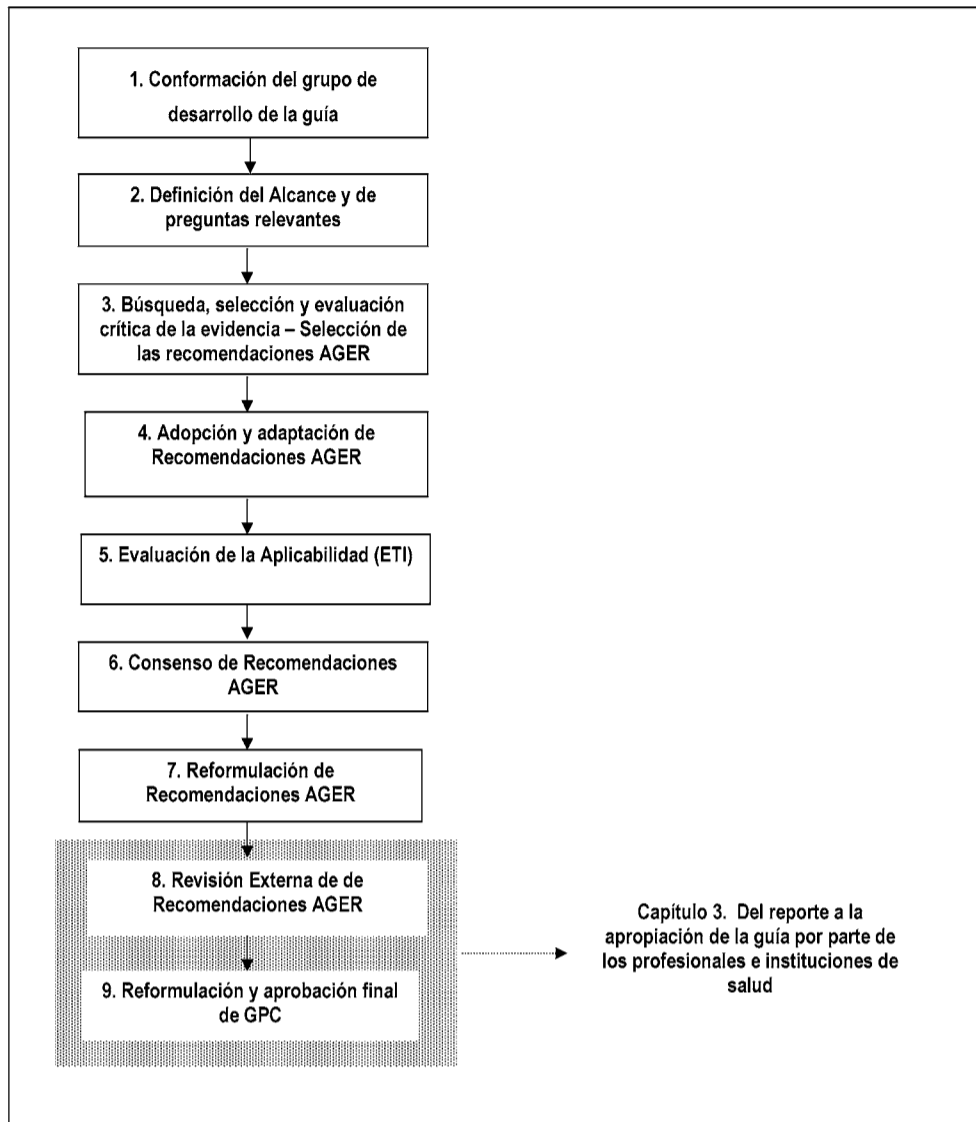 1. Conformación del grupo de
desarrollo de la guía
2. Definición del Alcance y de
preguntas relevantes
3. Búsqueda, selección y evaluación
crítica de la evidencia – Selección de
las recomendaciones AGER
4. Adopción y adaptación de
Recomendaciones AGER
5. Evaluación de la Aplicabilidad (ETI)
6. Consenso de Recomendaciones
AGER
7. Reformulación de
Recomendaciones AGER
8. Revisión Externa de de
Recomendaciones AGER
9. Reformulación y aprobación final
de GPC
Capítulo 3. Del reporte a la
apropiación de la guía por parte de
los profesionales e instituciones de
salud